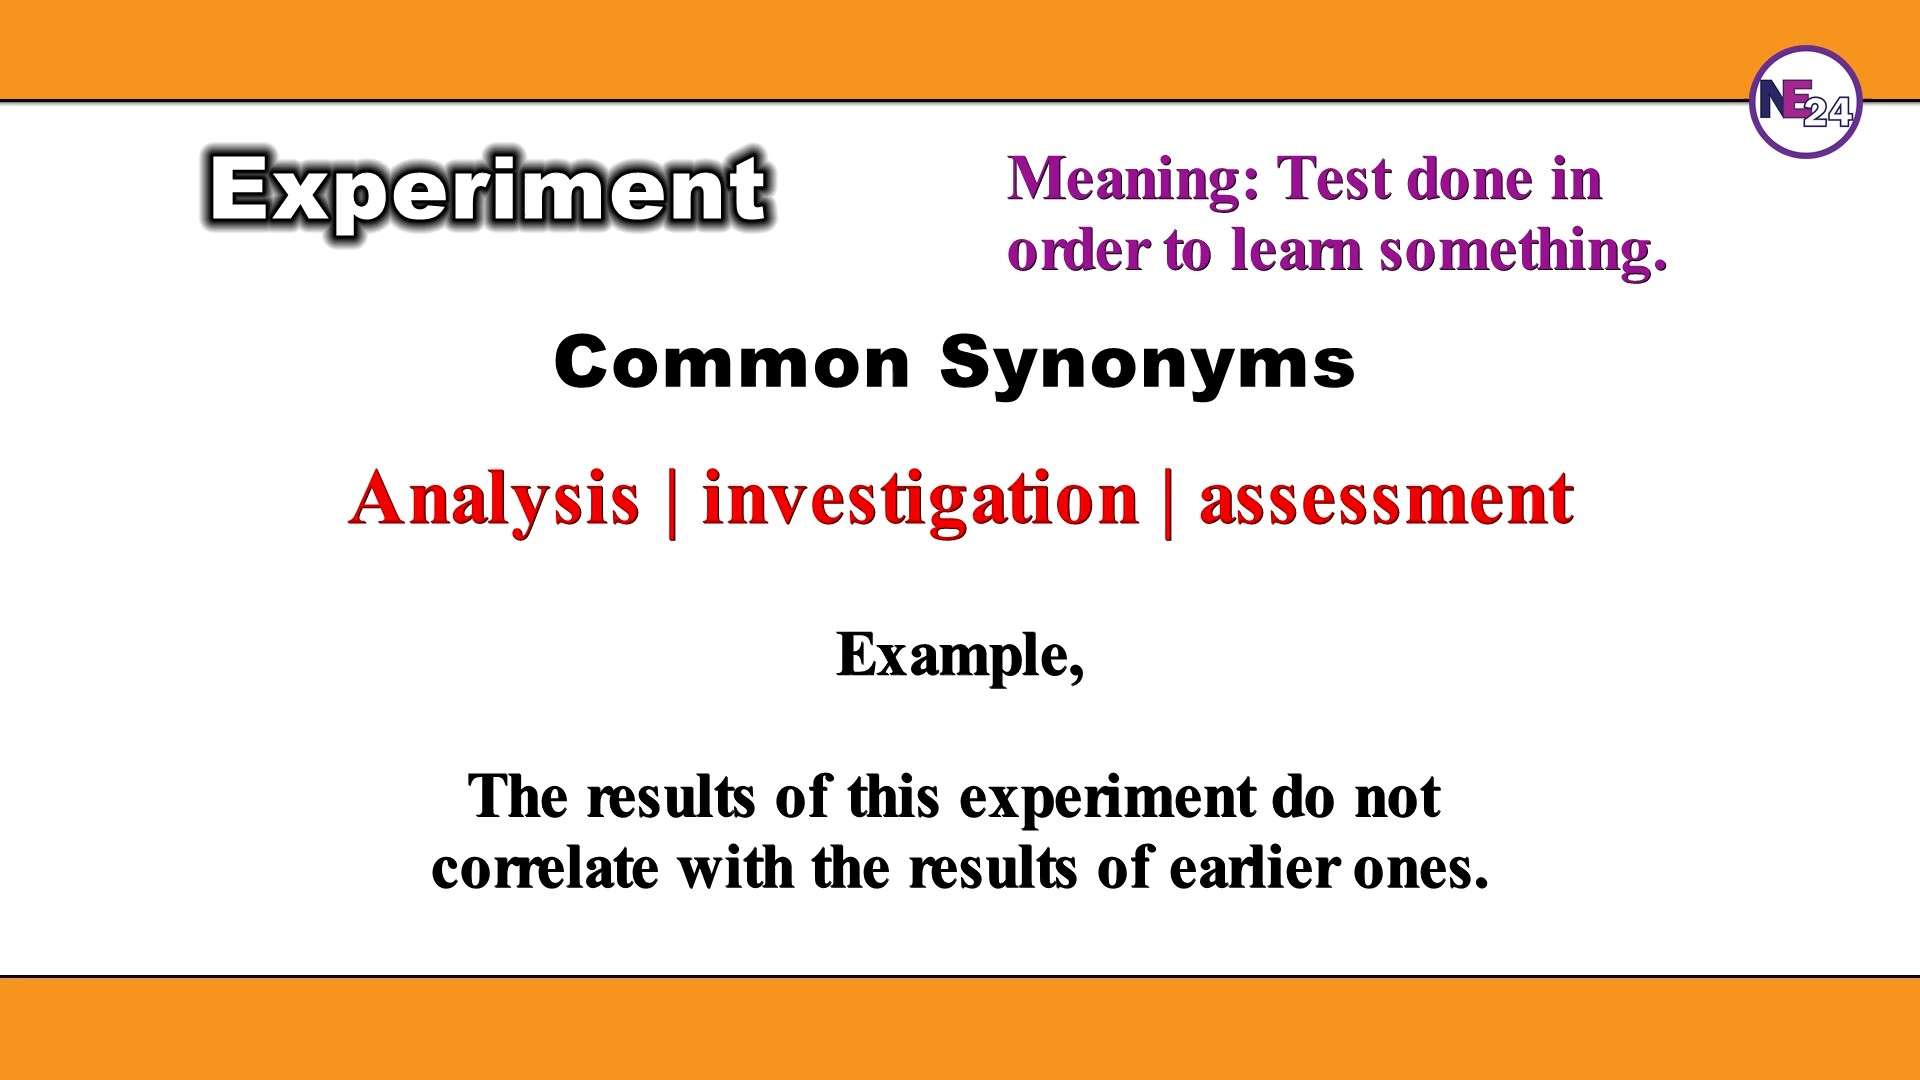 NE24
Experiment
Meaning: Test done in
order to learn something.
Common Synonyms
Analysis | investigation | assessment
Example,
The results of this experiment do not
correlate with the results of earlier ones.